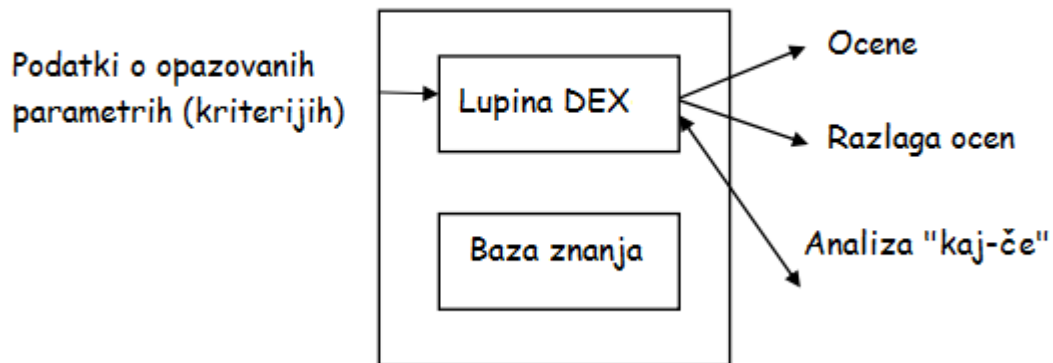 Podatki o opazovanih
parametrih (kriterijih)
Lupina DEX
Baza znanja
Ocene
Razlaga ocen
Analiza "kaj-če"